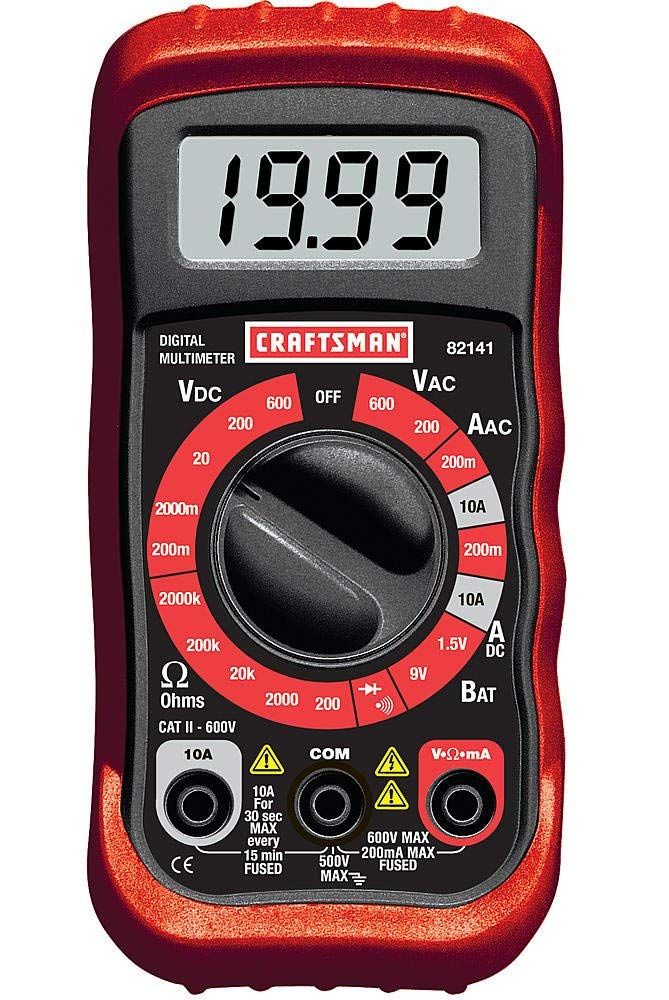 19.99
DIGITAL
MULTIMETER
CRAFTSMAN®
82141
VDC
600
200
20
2000m
200m
OFF
VAC
600
200
AAC
200m
10A
200m
10A
A
DC
1.5V
9V
BAT
2000k
200k
20k
2000
200
Ω
Ohms
CAT II - 600V
10A
COM
V•Ω•mA
10A
For
30 sec
MAX
every
15 min
FUSED
500V
MAX
600V MAX
200mA MAX
FUSED
CE